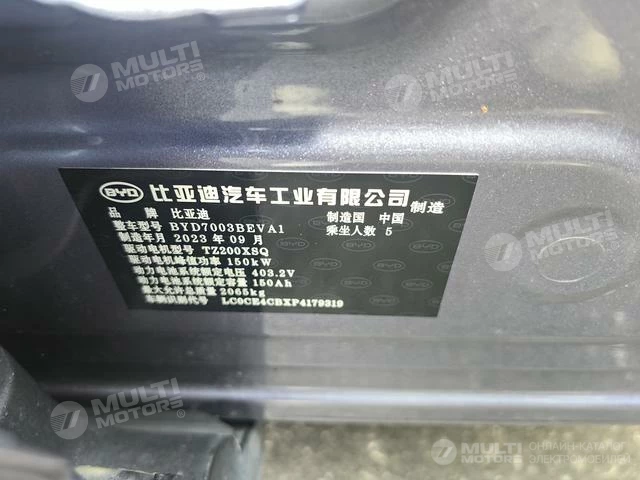 MULTI MOTORS
MULTI MOTORS
BYD 比亚迪汽车工业有限公司 制造
品 牌 比亚迪 制造国 中国
整车型号 BYD7003BEVA1 乘坐人数 5
制造年月 2023 年 09 月
驱动电机型号 TZ200XSQ
驱动电机峰值功率 150kW
动力电池系统额定电压 403.2V
动力电池系统额定容量 150Ah
最大允许总质量 2065kg
车辆识别代号 LC0CE4CBXP4179319
MULTI MOTORS
MULTI MOTORS
ОНЛАЙН-КАТАЛОГ
ЭЛЕКТРОМОБИЛЕЙ